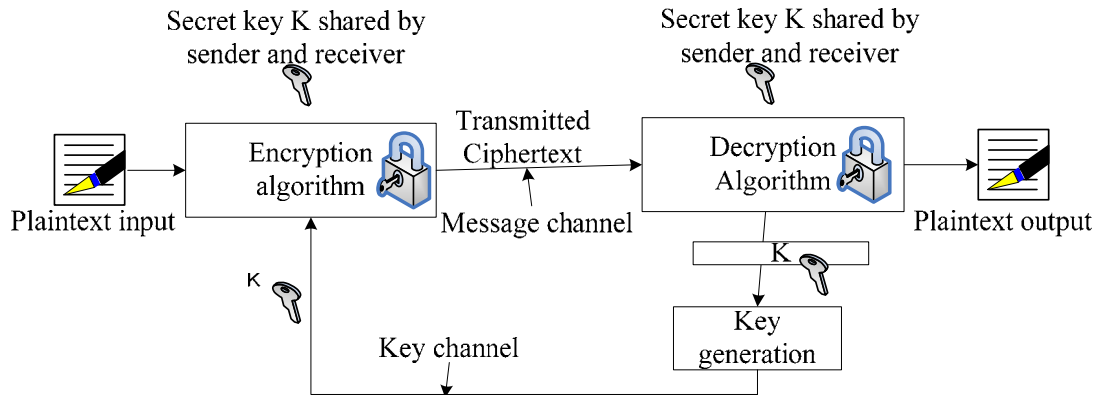 Secret key K shared by
sender and receiver
Secret key K shared by
sender and receiver
Plaintext input
Encryption
algorithm
Transmitted
Ciphertext
Message channel
Decryption
Algorithm
Plaintext output
K
K
Key
generation
Key channel